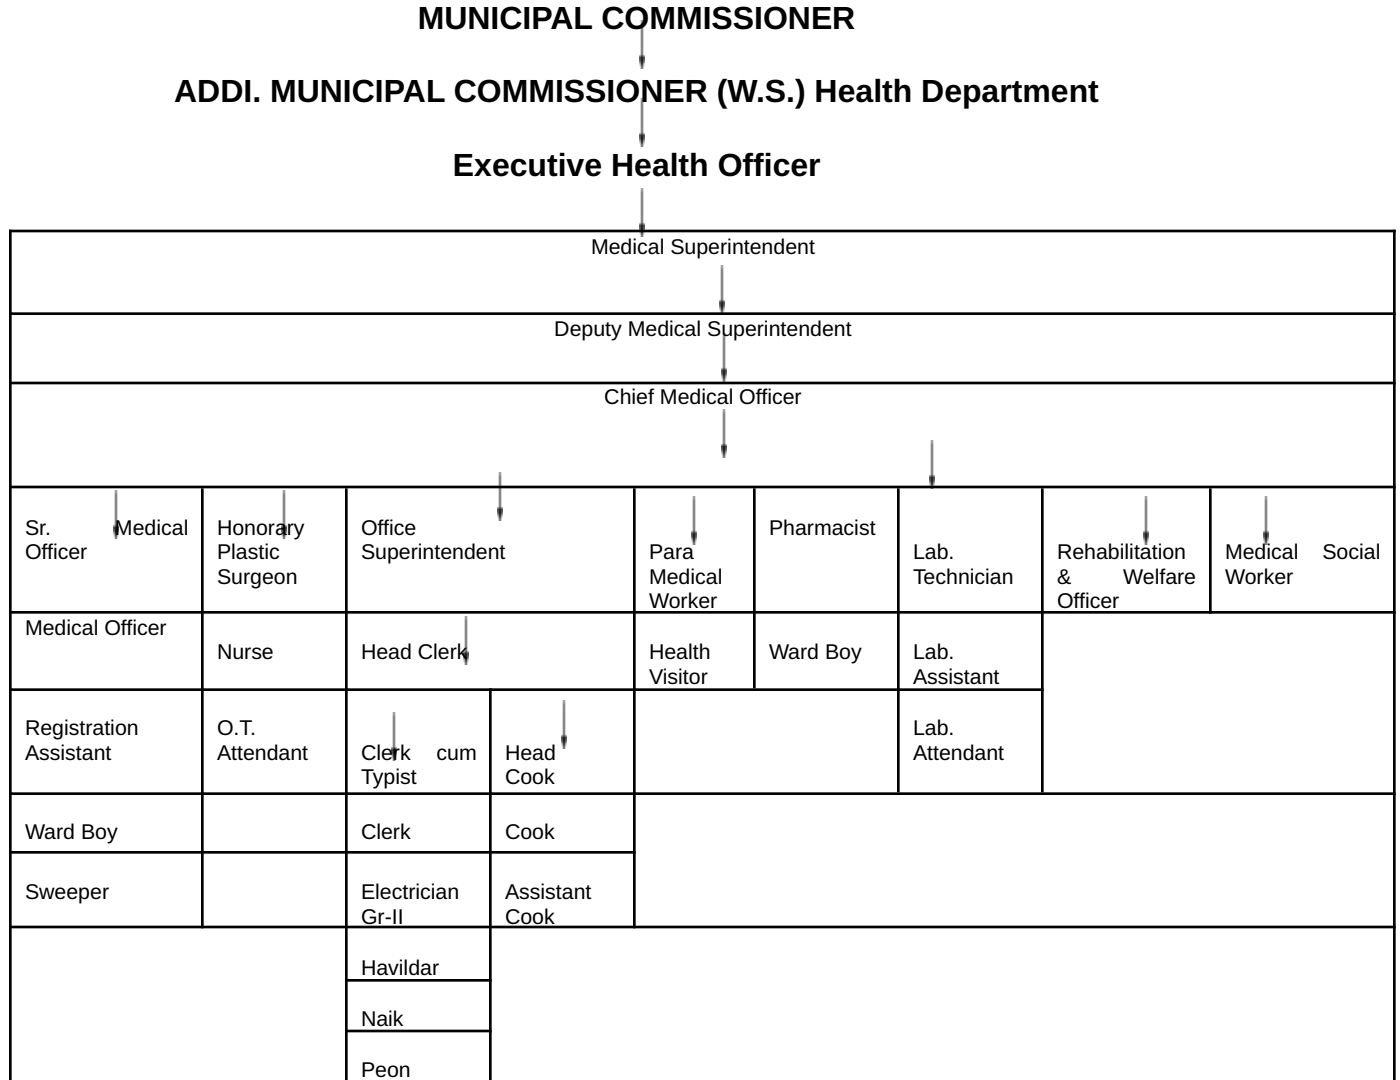 MUNICIPAL COMMISSIONER
ADDI. MUNICIPAL COMMISSIONER (W.S.) Health Department
Executive Health Officer
Medical Superintendent
Deputy Medical Superintendent
Chief Medical Officer
Sr. Medical
Officer
Honorary
Plastic
Surgeon
Office
Superintendent
Para
Medical
Worker
Pharmacist
Lab.
Technician
Rehabilitation
& Welfare
Officer
Medical Social
Worker
Medical Officer
Nurse
Head Clerk
Health
Visitor
Ward Boy
Lab.
Assistant
Registration
Assistant
O.T.
Attendant
Clerk cum
Typist
Head
Cook
Lab.
Attendant
Ward Boy
Clerk
Cook
Sweeper
Electrician
Gr-II
Assistant
Cook
Havildar
Naik
Peon